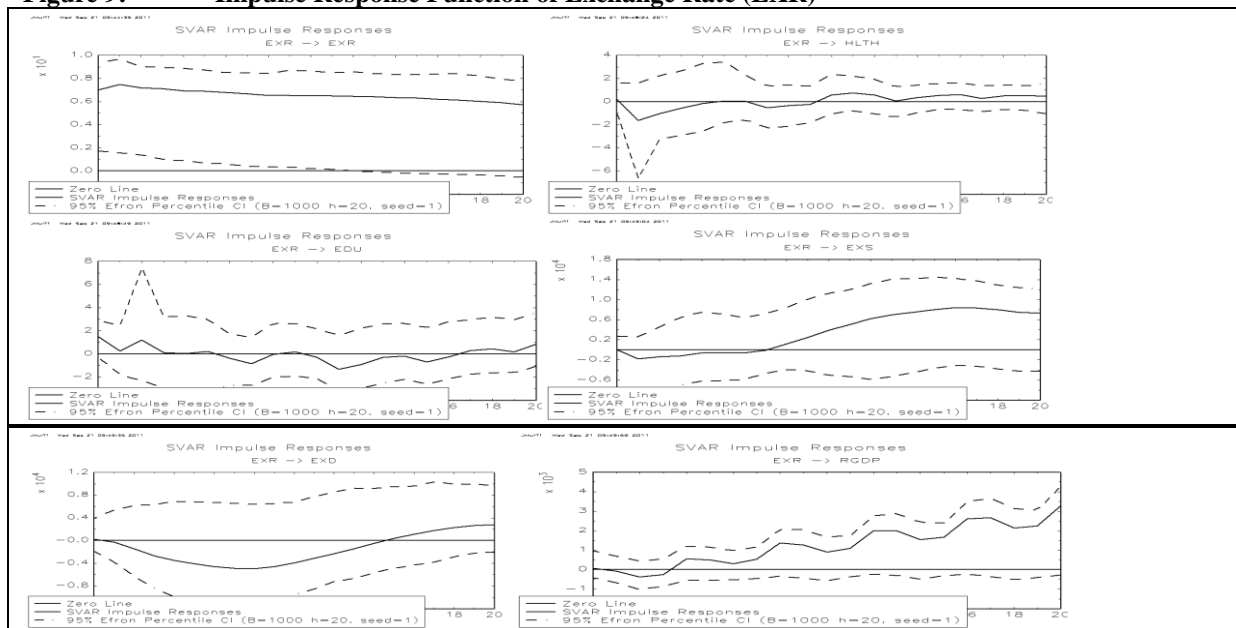 Figure 9. Impulse Response Function of Exchange Rate (EXR)
SVAR Impulse Responses
EXR -> EXR
x 10¹
1.0
0.8
0.6
0.4
0.2
0.0
18 20
Zero Line
SVAR Impulse Responses
95% Efron Percentile CI (B=1000 h=20, seed=1)
SVAR Impulse Responses
EXR -> HLTH
4
2
0
-2
-4
-6
18 20
Zero Line
SVAR Impulse Responses
95% Efron Percentile CI (B=1000 h=20, seed=1)
SVAR Impulse Responses
EXR -> EDU
8
6
4
2
0
-2
20
Zero Line
SVAR Impulse Responses
95% Efron Percentile CI (B=1000 h=20, seed=1)
SVAR Impulse Responses
EXR -> EXS
x 10⁴
1.8
1.4
1.0
0.6
0.2
-0.2
-0.6
18 20
Zero Line
SVAR Impulse Responses
95% Efron Percentile CI (B=1000 h=20, seed=1)
SVAR Impulse Responses
EXR -> EXD
x 10⁴
1.2
0.8
0.4
-0.0
-0.4
-0.8
18 20
Zero Line
SVAR Impulse Responses
95% Efron Percentile CI (B=1000 h=20, seed=1)
SVAR Impulse Responses
EXR -> RGDP
x 10³
5
4
3
2
1
0
-1
18 20
Zero Line
SVAR Impulse Responses
95% Efron Percentile CI (B=1000 h=20, seed=1)